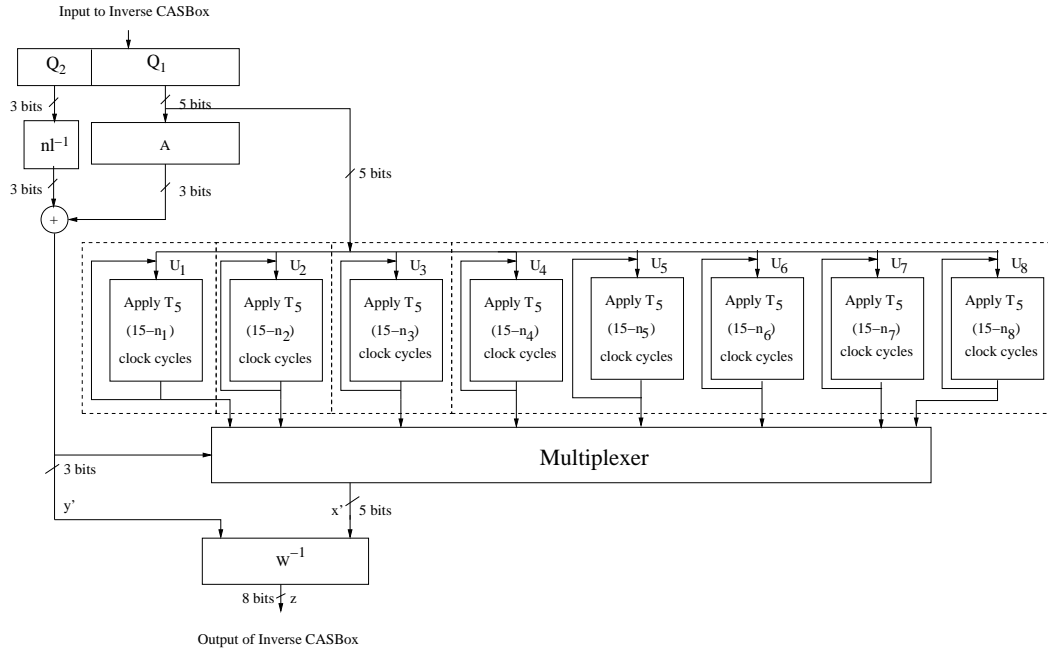 Input to Inverse CASBox
Q2 Q1
3 bits 5 bits
nl−1 A
3 bits 3 bits 5 bits
+
U1 U2 U3 U4 U5 U6 U7 U8
Apply T5 Apply T5 Apply T5 Apply T5 Apply T5 Apply T5 Apply T5 Apply T5
(15−n1) (15−n2) (15−n3) (15−n4) (15−n5) (15−n6) (15−n7) (15−n8)
clock cycles clock cycles clock cycles clock cycles clock cycles clock cycles clock cycles clock cycles
Multiplexer
3 bits
y' x' 5 bits
W−1
8 bits z
Output of Inverse CASBox